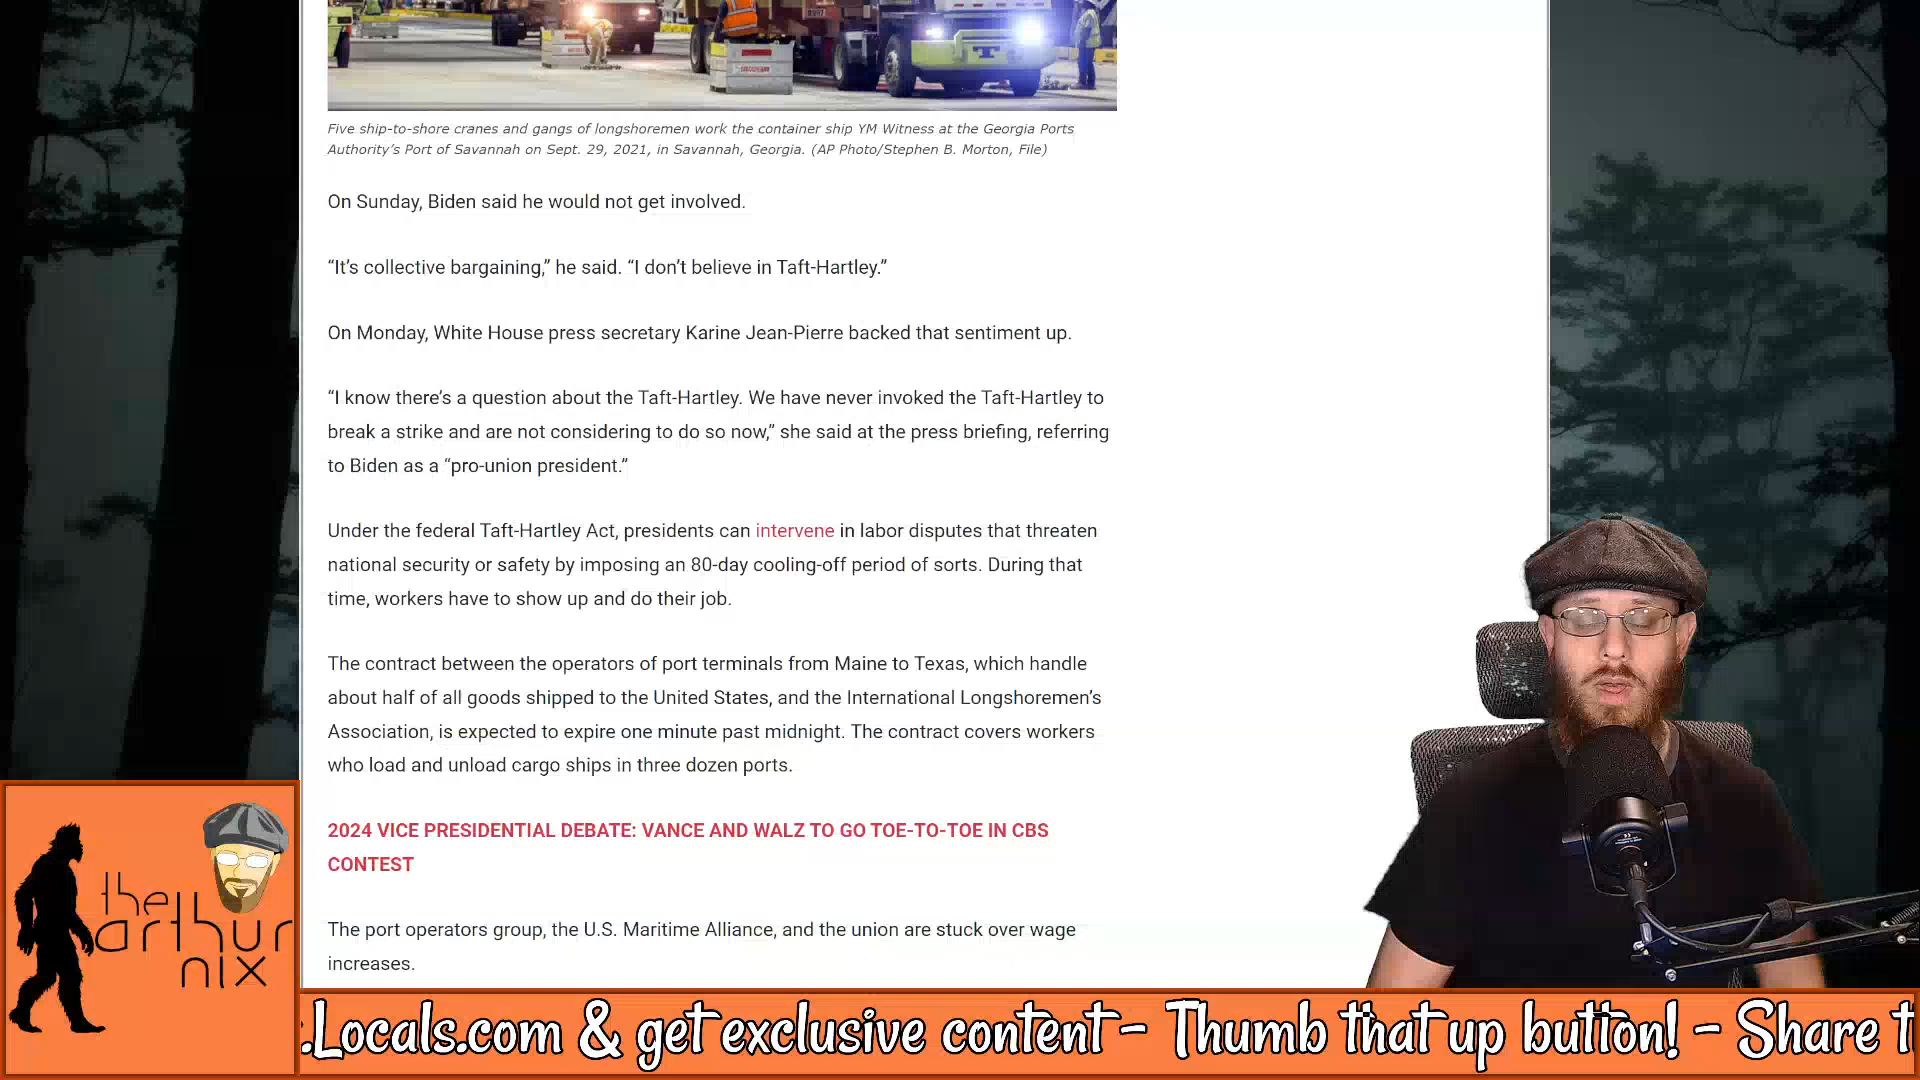 Five ship-to-shore cranes and gangs of longshoremen work the container ship YM Witness at the Georgia Ports
Authority’s Port of Savannah on Sept. 29, 2021, in Savannah, Georgia. (AP Photo/Stephen B. Morton, File)
On Sunday, Biden said he would not get involved.
“It’s collective bargaining,” he said. “I don’t believe in Taft-Hartley.”
On Monday, White House press secretary Karine Jean-Pierre backed that sentiment up.
“I know there’s a question about the Taft-Hartley. We have never invoked the Taft-Hartley to
break a strike and are not considering to do so now,” she said at the press briefing, referring
to Biden as a “pro-union president.”
Under the federal Taft-Hartley Act, presidents can intervene in labor disputes that threaten
national security or safety by imposing an 80-day cooling-off period of sorts. During that
time, workers have to show up and do their job.
The contract between the operators of port terminals from Maine to Texas, which handle
about half of all goods shipped to the United States, and the International Longshoremen’s
Association, is expected to expire one minute past midnight. The contract covers workers
who load and unload cargo ships in three dozen ports.
2024 VICE PRESIDENTIAL DEBATE: VANCE AND WALZ TO GO TOE-TO-TOE IN CBS
CONTEST
The port operators group, the U.S. Maritime Alliance, and the union are stuck over wage
increases.
the
arthur
nix
.Locals.com & get exclusive content - Thumb that up button! - Share t